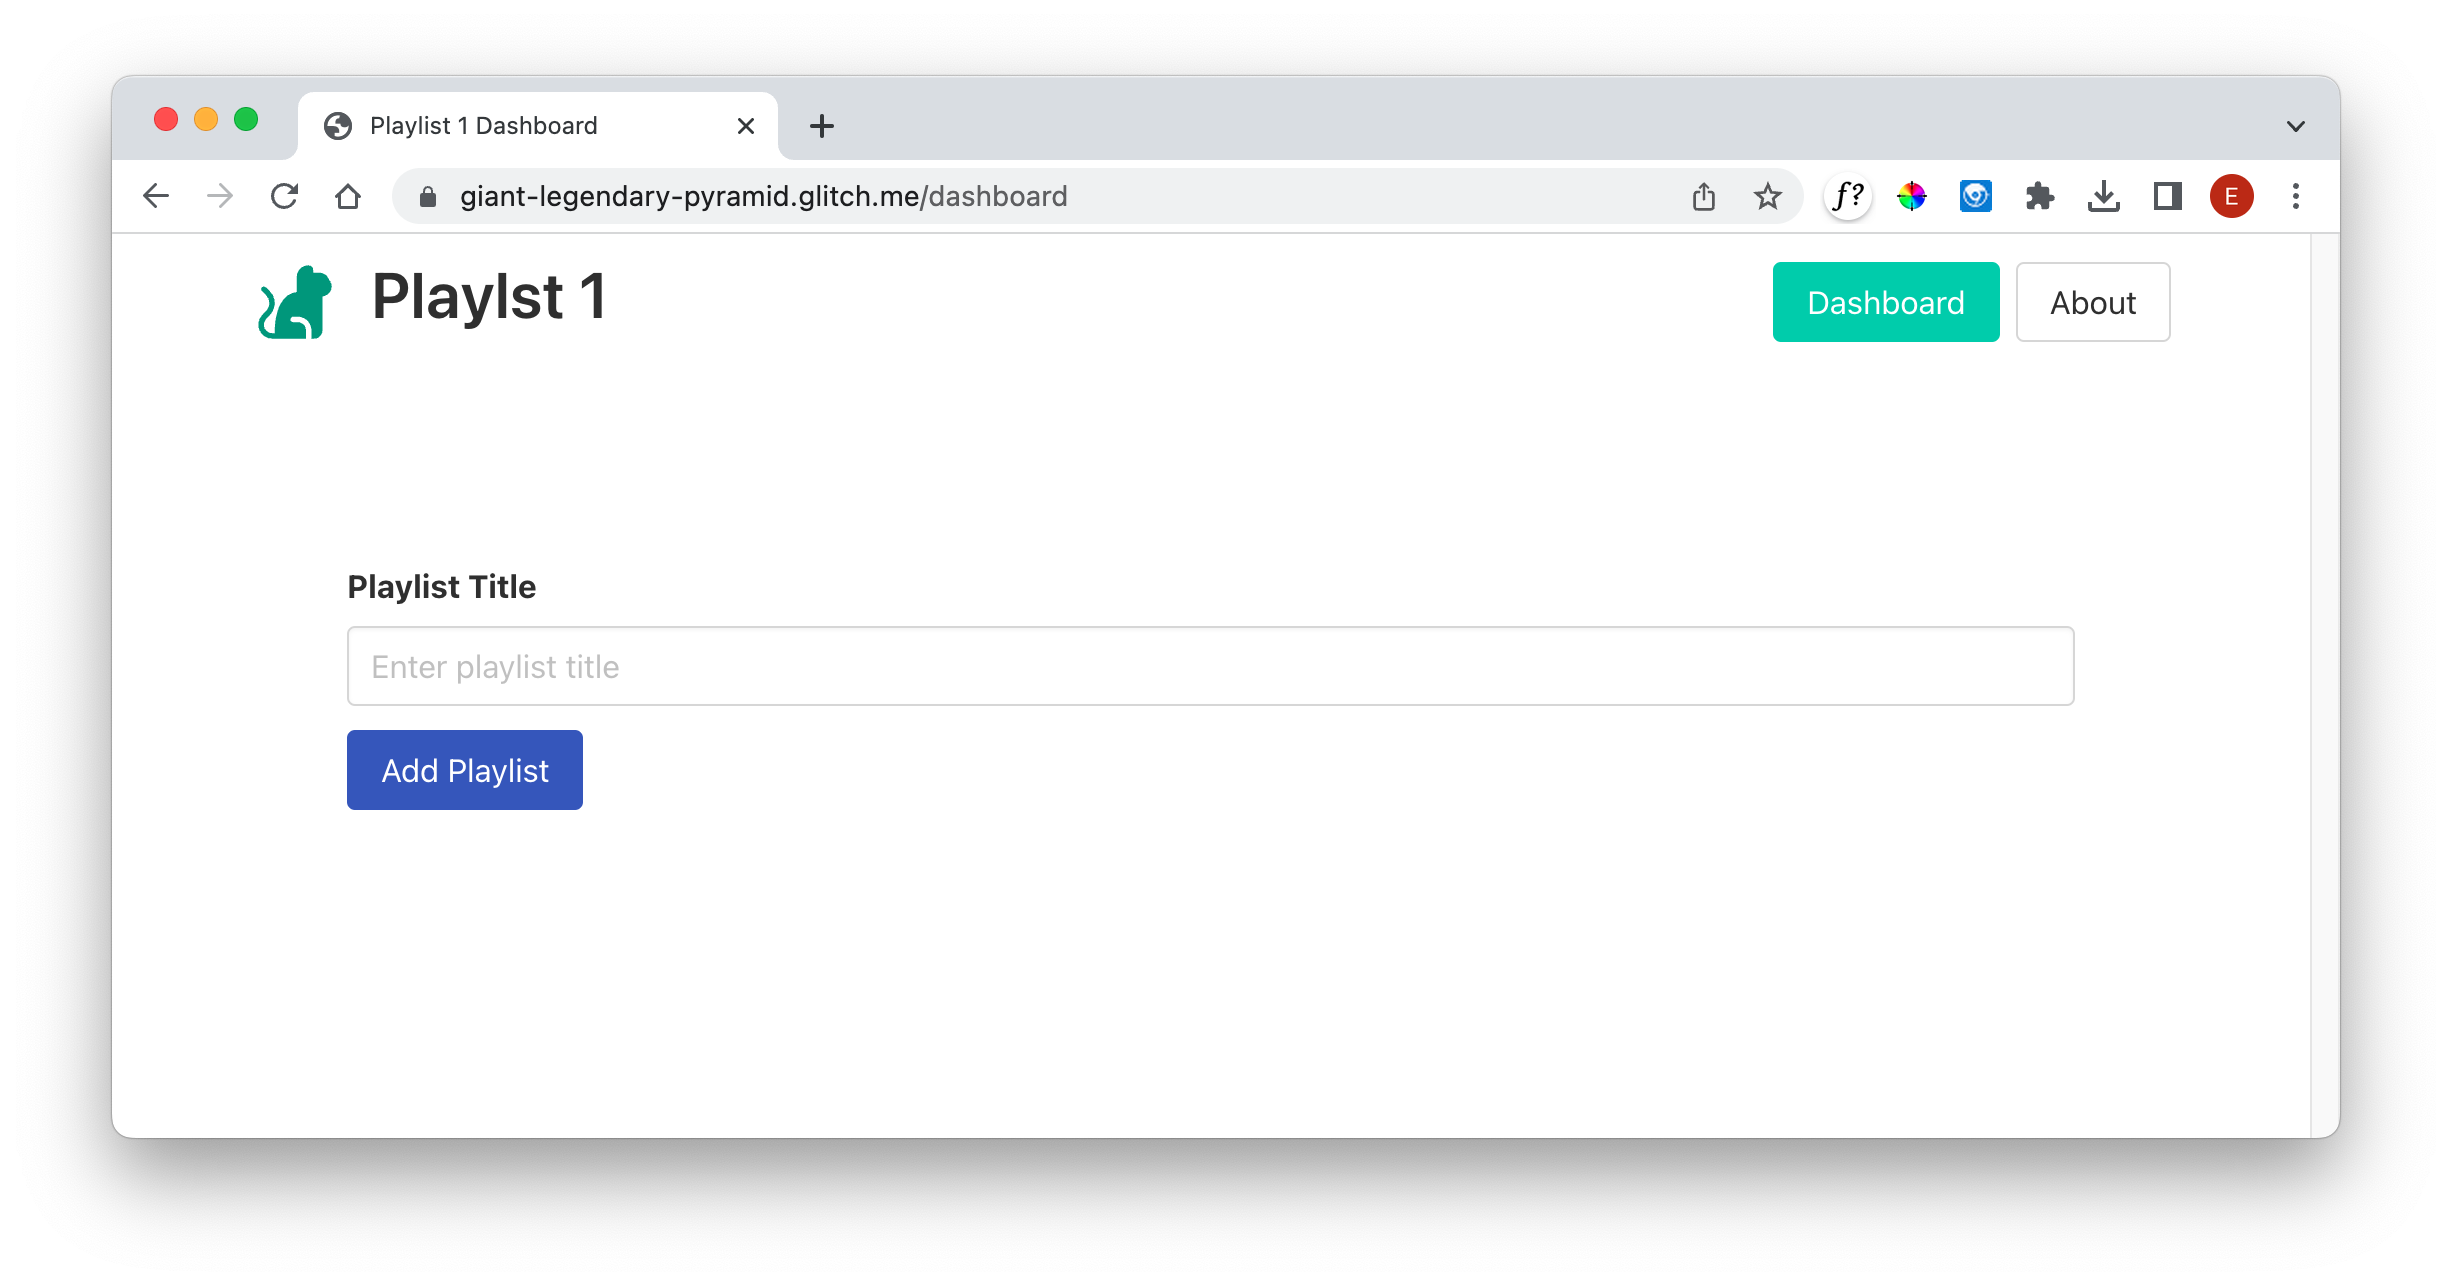 Playlist 1 Dashboard
giant-legendary-pyramid.glitch.me/dashboard
f?
E
Playlst 1
Dashboard
About
Playlist Title
Enter playlist title
Add Playlist